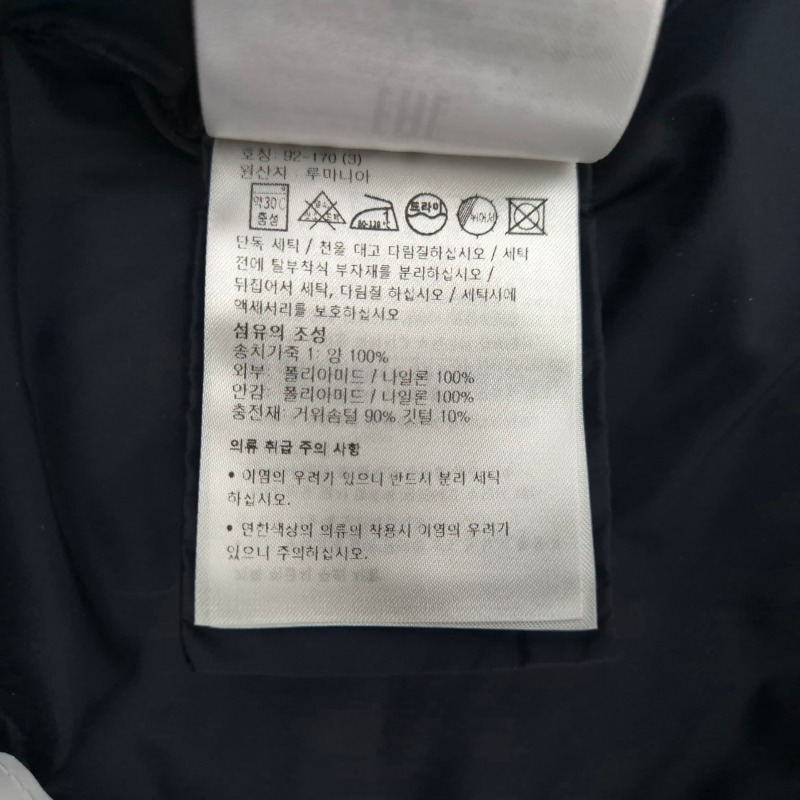 호칭: 92-170 (3)
원산지 : 루마니아
약30℃ 중성
80-120℃
드라이
뉘어서
단독 세탁 / 천을 대고 다림질하십시오 / 세탁
전에 탈부착식 부자재를 분리하십시오 /
뒤집어서 세탁, 다림질 하십시오 / 세탁시에
액세서리를 보호하십시오
섬유의 조성
송치가죽 1: 양 100%
외부: 폴리아미드 / 나일론 100%
안감: 폴리아미드 / 나일론 100%
충전재: 거위솜털 90% 깃털 10%
의류 취급 주의 사항
• 이염의 우려가 있으니 반드시 분리 세탁
하십시오.
• 연한색상의 의류의 착용시 이염의 우려가
있으니 주의하십시오.